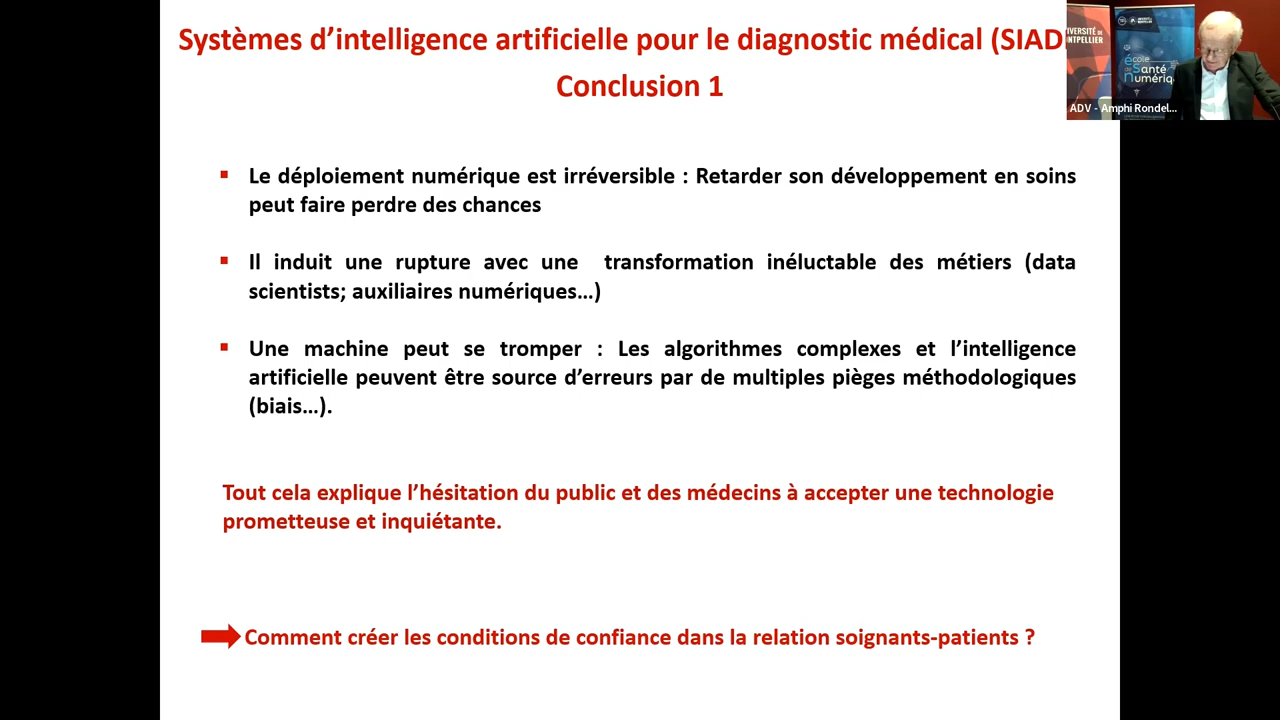 Systèmes d’intelligence artificielle pour le diagnostic médical (SIAD
Conclusion 1
Le déploiement numérique est irréversible : Retarder son développement en soins
peut faire perdre des chances
Il induit une rupture avec une transformation inéluctable des métiers (data
scientists; auxiliaires numériques…)
Une machine peut se tromper : Les algorithmes complexes et l’intelligence
artificielle peuvent être source d’erreurs par de multiples pièges méthodologiques
(biais…).
Tout cela explique l’hésitation du public et des médecins à accepter une technologie
prometteuse et inquiétante.
Comment créer les conditions de confiance dans la relation soignants-patients ?
école
Santé
Numériq
ADV - Amphi Rondel...